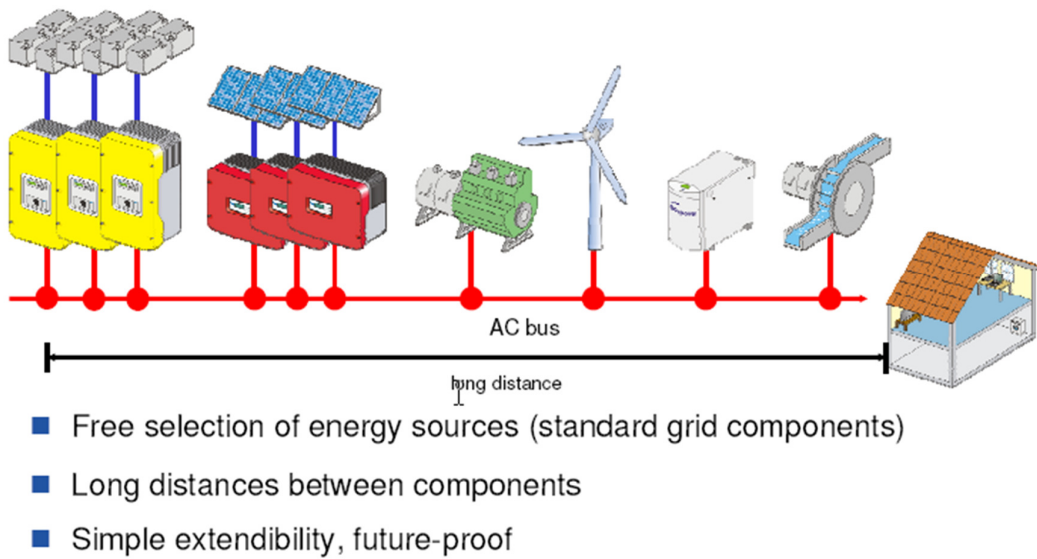 AC bus
long distance
Free selection of energy sources (standard grid components)
Long distances between components
Simple extendibility, future-proof